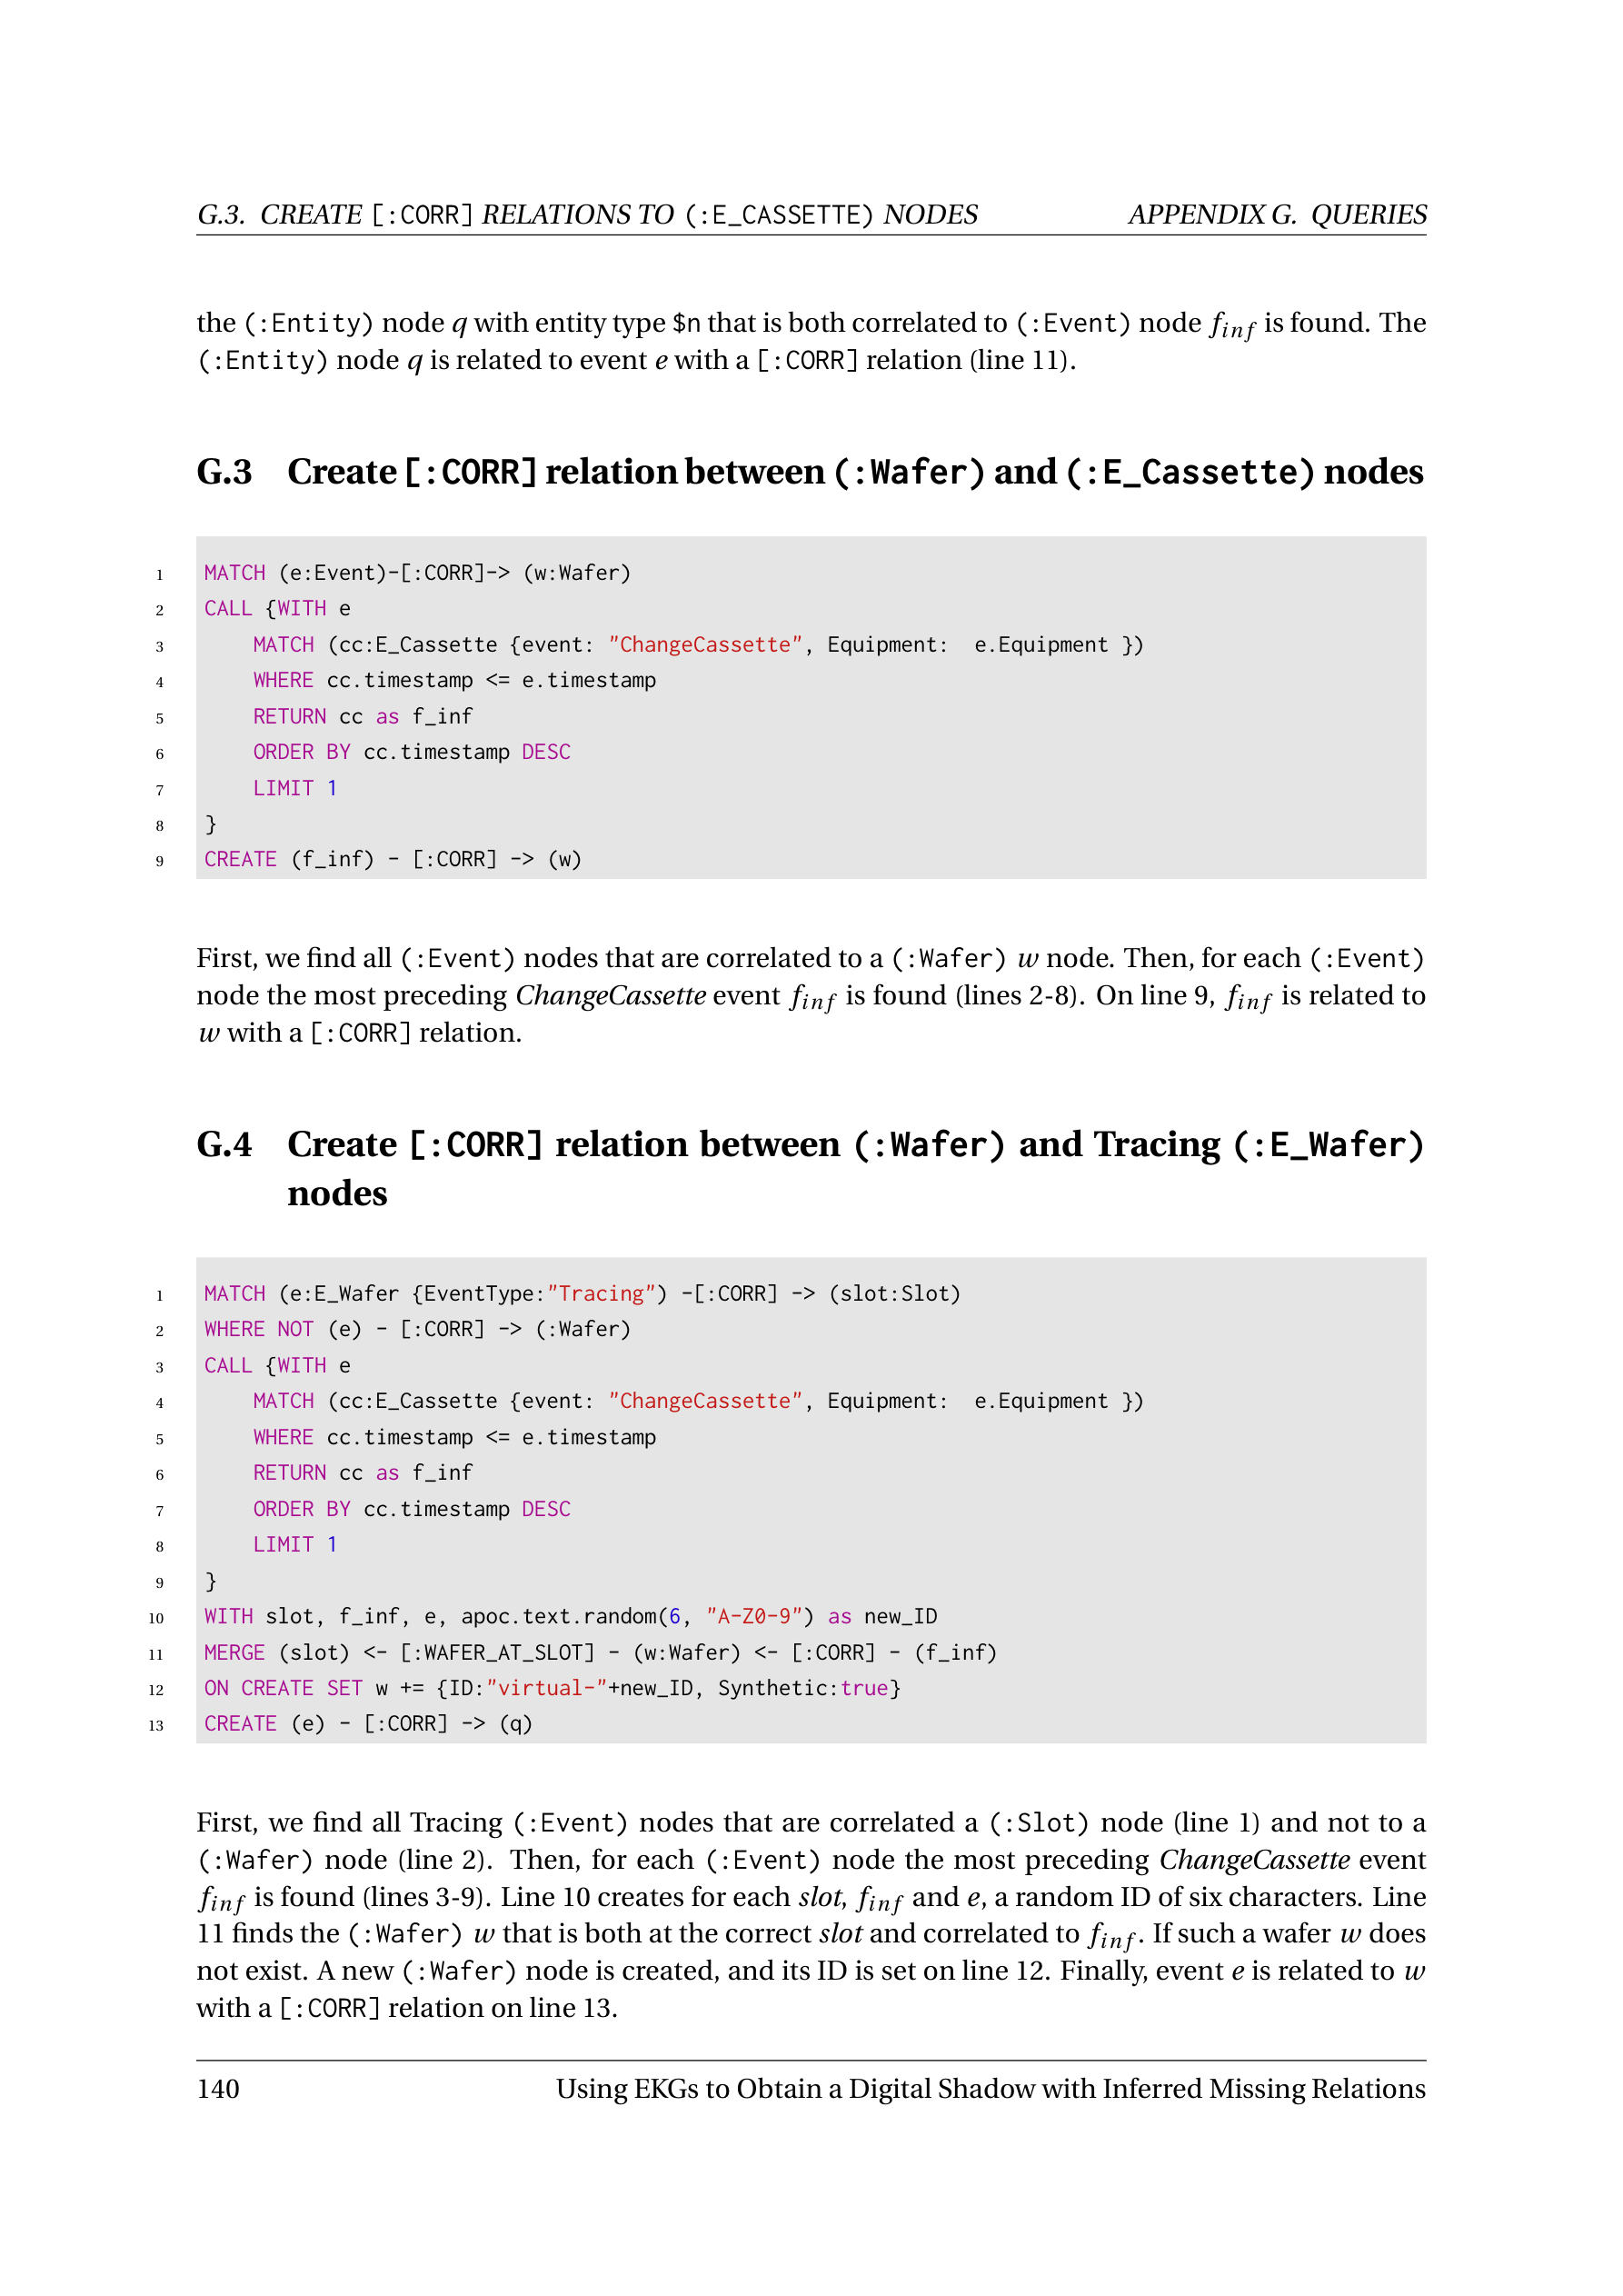 G.3. CREATE [:CORR] RELATIONS TO (:E_CASSETTE) NODES APPENDIX G. QUERIES
the (:Entity) node q with entity type $n that is both correlated to (:Event) node f_inf is found. The
(:Entity) node q is related to event e with a [:CORR] relation (line 11).
G.3 Create [:CORR] relation between (:Wafer) and (:E_Cassette) nodes
1 MATCH (e:Event)-[:CORR]-> (w:Wafer)
2 CALL {WITH e
3 MATCH (cc:E_Cassette {event: "ChangeCassette", Equipment: e.Equipment })
4 WHERE cc.timestamp <= e.timestamp
5 RETURN cc as f_inf
6 ORDER BY cc.timestamp DESC
7 LIMIT 1
8 }
9 CREATE (f_inf) - [:CORR] -> (w)
First, we find all (:Event) nodes that are correlated to a (:Wafer) w node. Then, for each (:Event)
node the most preceding ChangeCassette event f_inf is found (lines 2-8). On line 9, f_inf is related to
w with a [:CORR] relation.
G.4 Create [:CORR] relation between (:Wafer) and Tracing (:E_Wafer)
nodes
1 MATCH (e:E_Wafer {EventType:"Tracing") -[:CORR] -> (slot:Slot)
2 WHERE NOT (e) - [:CORR] -> (:Wafer)
3 CALL {WITH e
4 MATCH (cc:E_Cassette {event: "ChangeCassette", Equipment: e.Equipment })
5 WHERE cc.timestamp <= e.timestamp
6 RETURN cc as f_inf
7 ORDER BY cc.timestamp DESC
8 LIMIT 1
9 }
10 WITH slot, f_inf, e, apoc.text.random(6, "A-Z0-9") as new_ID
11 MERGE (slot) <- [:WAFER_AT_SLOT] - (w:Wafer) <- [:CORR] - (f_inf)
12 ON CREATE SET w += {ID:"virtual-"+new_ID, Synthetic:true}
13 CREATE (e) - [:CORR] -> (q)
First, we find all Tracing (:Event) nodes that are correlated a (:Slot) node (line 1) and not to a
(:Wafer) node (line 2). Then, for each (:Event) node the most preceding ChangeCassette event
f_inf is found (lines 3-9). Line 10 creates for each slot, f_inf and e, a random ID of six characters. Line
11 finds the (:Wafer) w that is both at the correct slot and correlated to f_inf. If such a wafer w does
not exist. A new (:Wafer) node is created, and its ID is set on line 12. Finally, event e is related to w
with a [:CORR] relation on line 13.
140 Using EKGs to Obtain a Digital Shadow with Inferred Missing Relations